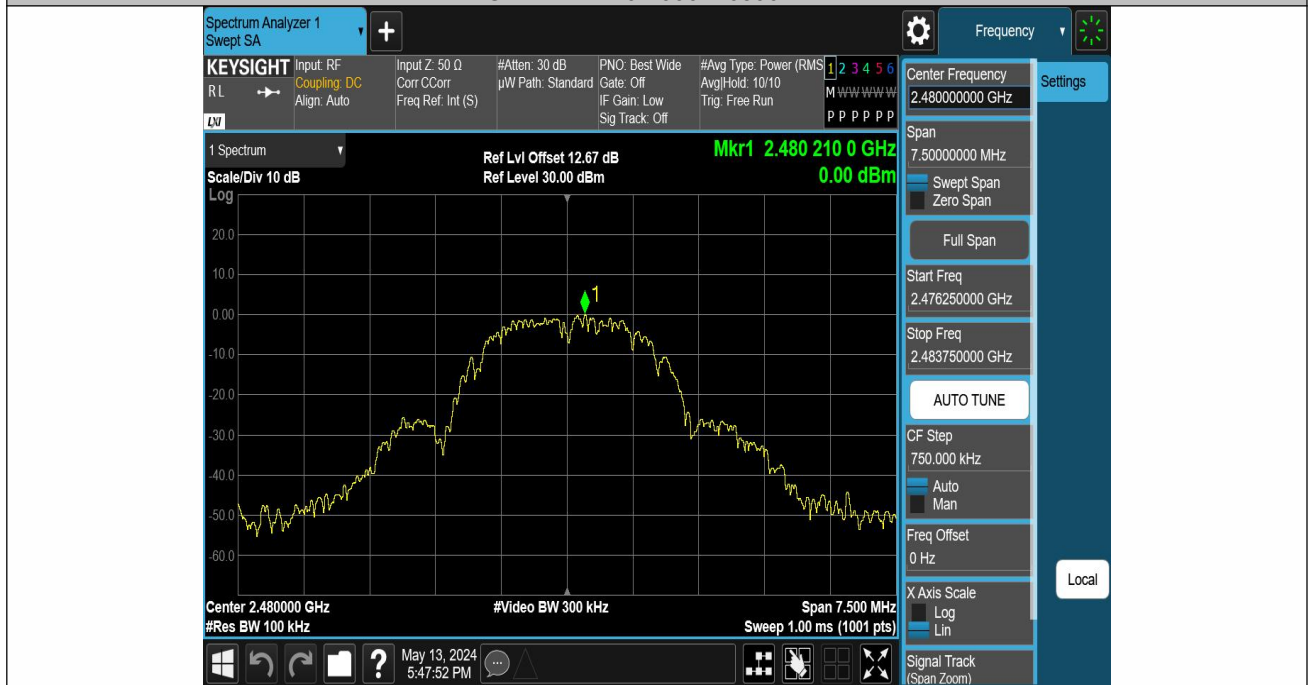 Spectrum Analyzer 1
Swept SA
+
Frequency
KEYSIGHT
RL
LXI
Input: RF
Coupling: DC
Align: Auto
Input Z: 50 Ω
Corr CCorr
Freq Ref: Int (S)
#Atten: 30 dB
µW Path: Standard
PNO: Best Wide
Gate: Off
IF Gain: Low
Sig Track: Off
#Avg Type: Power (RMS
Avg|Hold: 10/10
Trig: Free Run
1 2 3 4 5 6
M W W W W W
P P P P P P
1 Spectrum
Scale/Div 10 dB
Ref Lvl Offset 12.67 dB
Ref Level 30.00 dBm
Mkr1 2.480 210 0 GHz
0.00 dBm
Log
20.0
10.0
0.00
-10.0
-20.0
-30.0
-40.0
-50.0
-60.0
1
Center 2.480000 GHz
#Res BW 100 kHz
#Video BW 300 kHz
Span 7.500 MHz
Sweep 1.00 ms (1001 pts)
Center Frequency
2.480000000 GHz
Settings
Span
7.50000000 MHz
Swept Span
Zero Span
Full Span
Start Freq
2.476250000 GHz
Stop Freq
2.483750000 GHz
AUTO TUNE
CF Step
750.000 kHz
Auto
Man
Freq Offset
0 Hz
X Axis Scale
Log
Lin
Local
Signal Track
(Span Zoom)
?
May 13, 2024
5:47:52 PM